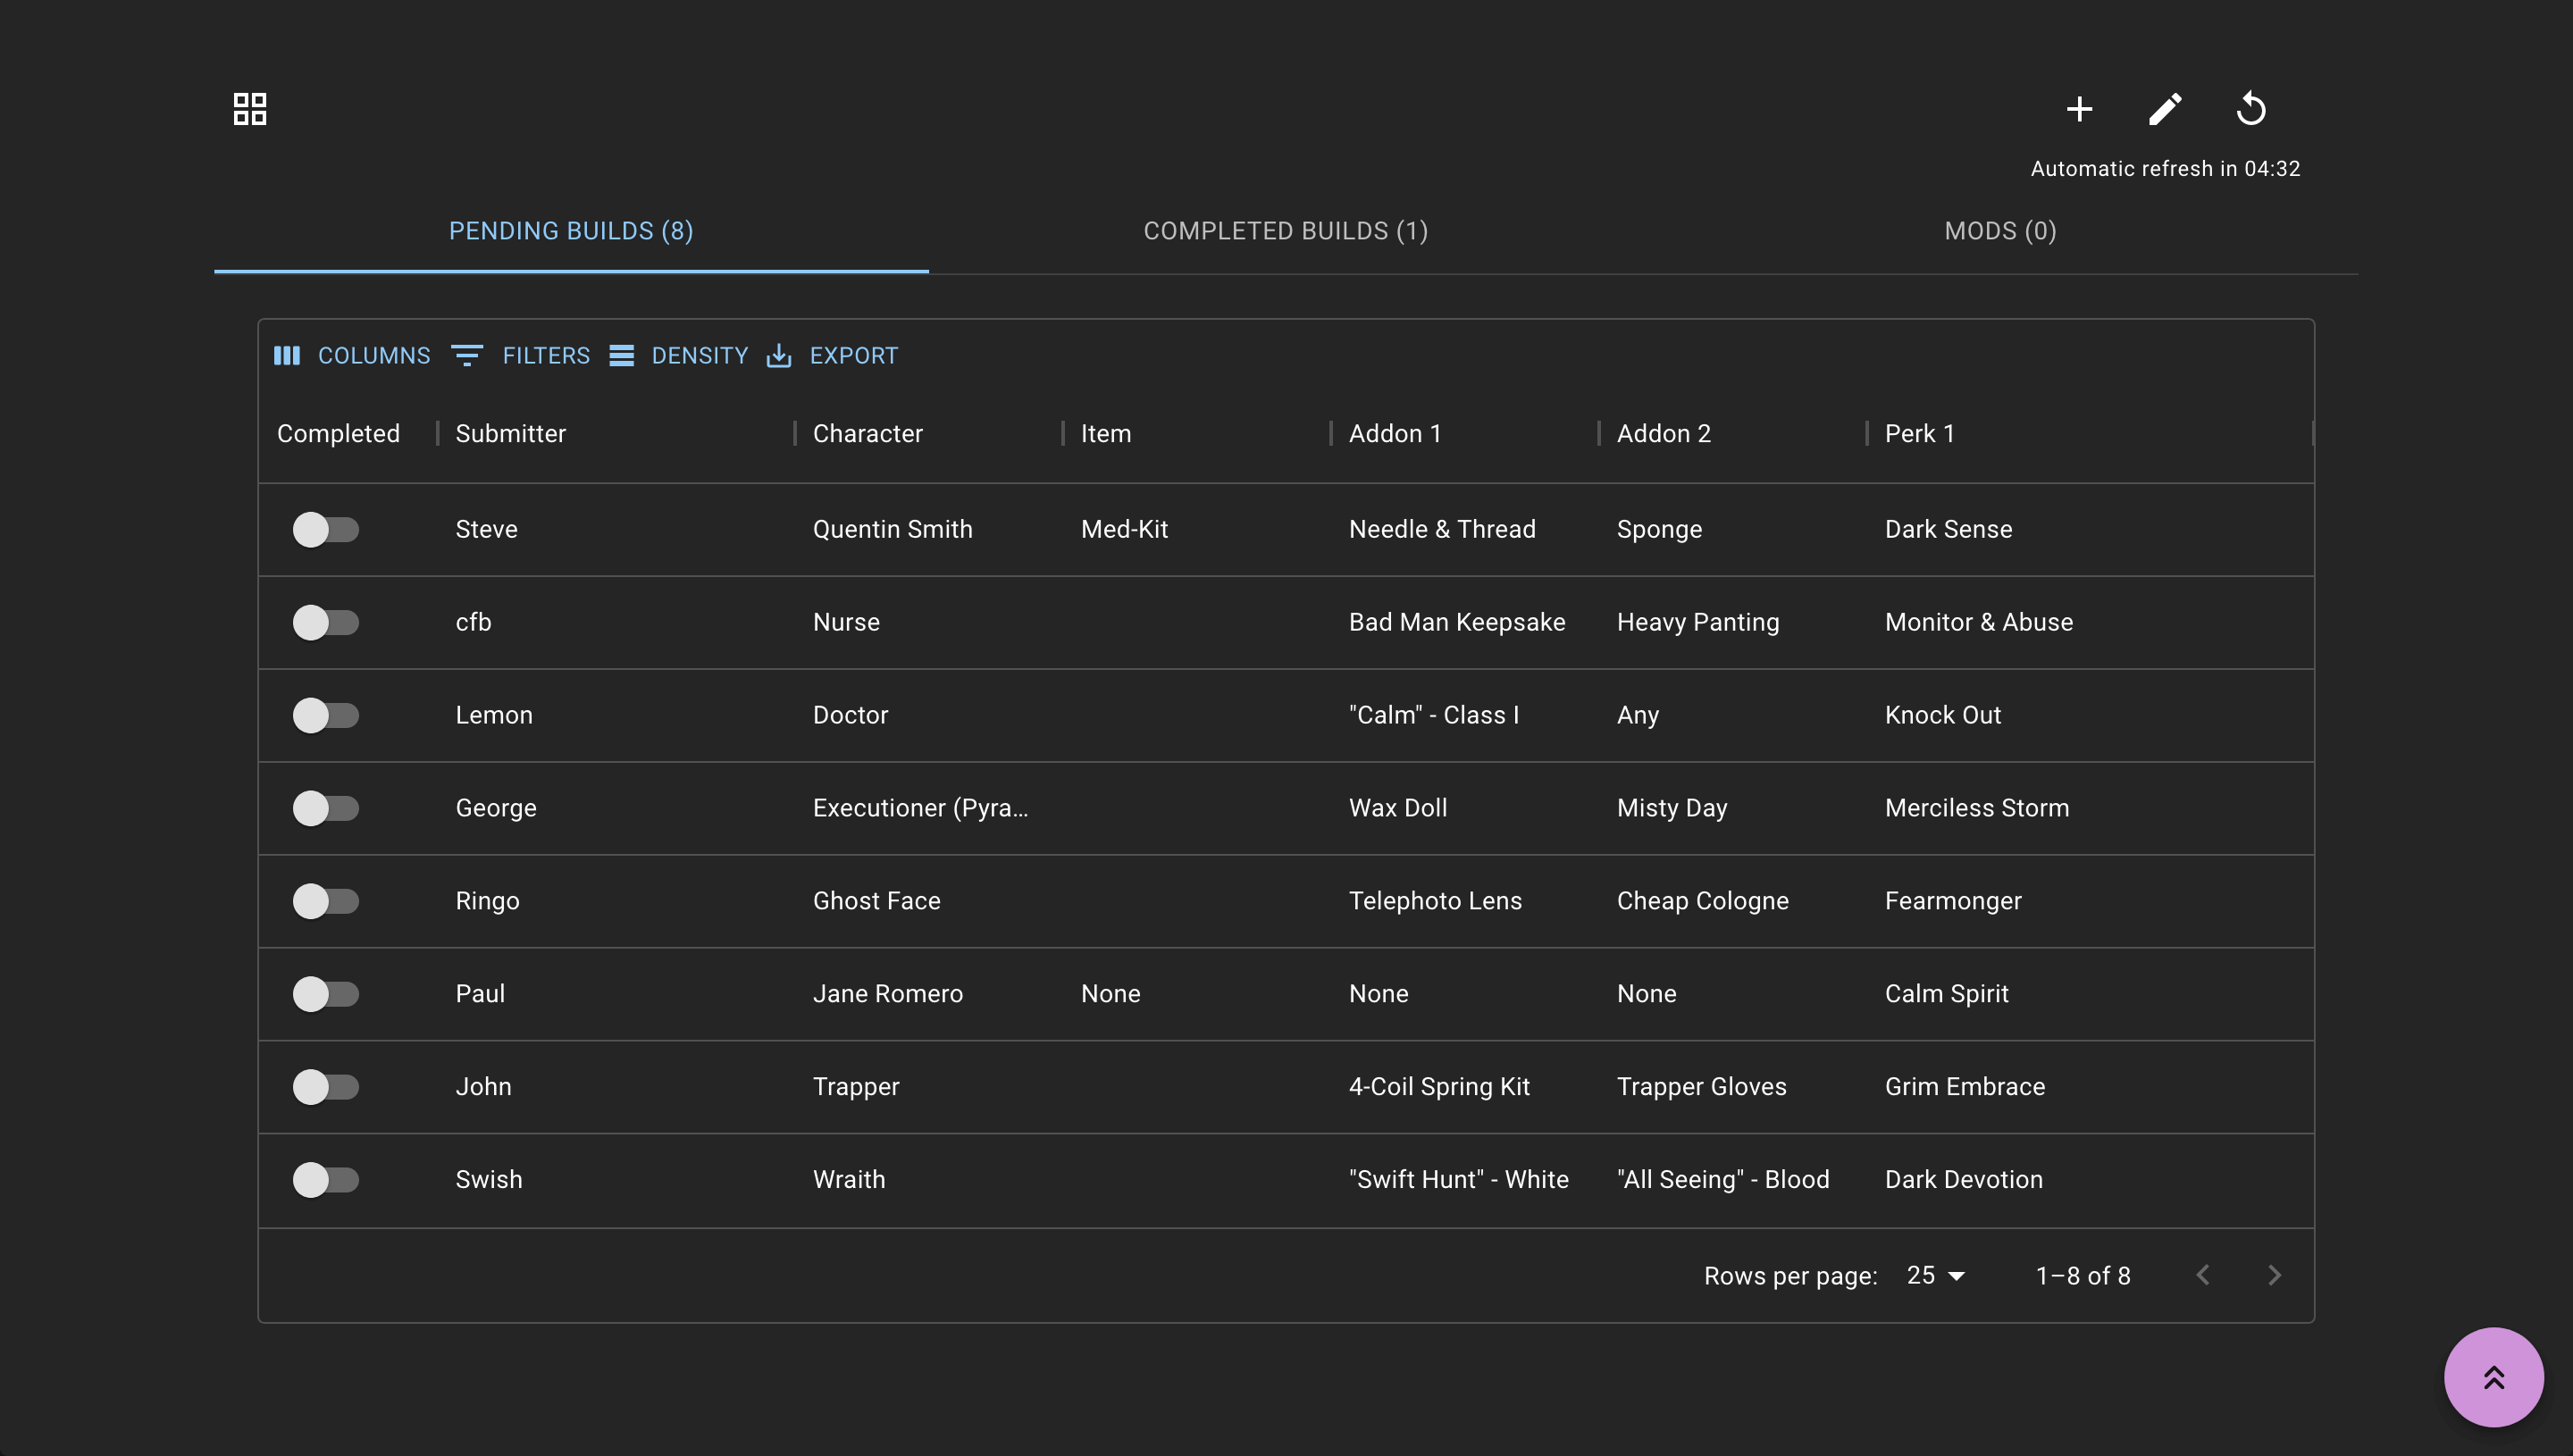 Automatic refresh in 04:32
PENDING BUILDS (8) COMPLETED BUILDS (1) MODS (0)
COLUMNS FILTERS DENSITY EXPORT
Completed Submitter Character Item Addon 1 Addon 2 Perk 1
Steve Quentin Smith Med-Kit Needle & Thread Sponge Dark Sense
cfb Nurse Bad Man Keepsake Heavy Panting Monitor & Abuse
Lemon Doctor "Calm" - Class I Any Knock Out
George Executioner (Pyra... Wax Doll Misty Day Merciless Storm
Ringo Ghost Face Telephoto Lens Cheap Cologne Fearmonger
Paul Jane Romero None None None Calm Spirit
John Trapper 4-Coil Spring Kit Trapper Gloves Grim Embrace
Swish Wraith "Swift Hunt" - White "All Seeing" - Blood Dark Devotion
Rows per page: 25 1–8 of 8